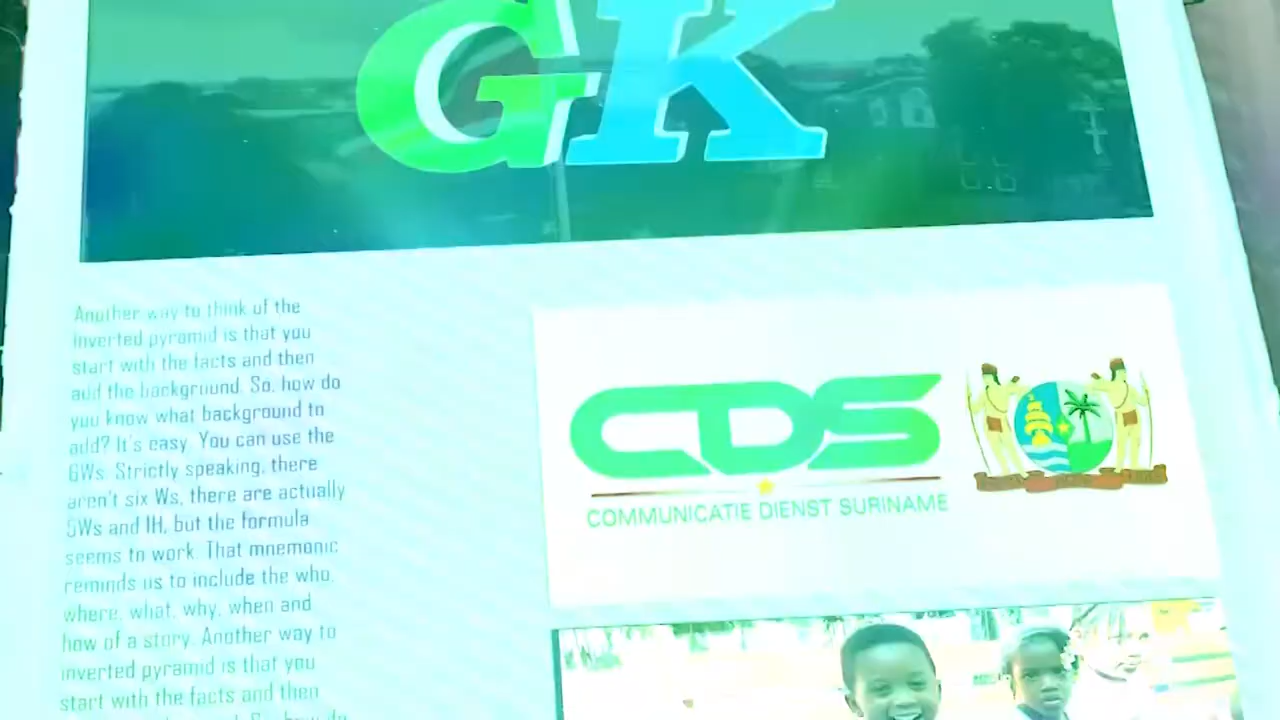 GK
Another way to think of the
inverted pyramid is that you
start with the facts and then
add the background. So, how do
you know what background to
add? It's easy. You can use the
6Ws. Strictly speaking, there
aren't six Ws, there are actually
5Ws and 1H, but the formula
seems to work. That mnemonic
reminds us to include the who,
where, what, why, when and
how of a story. Another way to
inverted pyramid is that you
start with the facts and then
CDS
COMMUNICATIE DIENST SURINAME